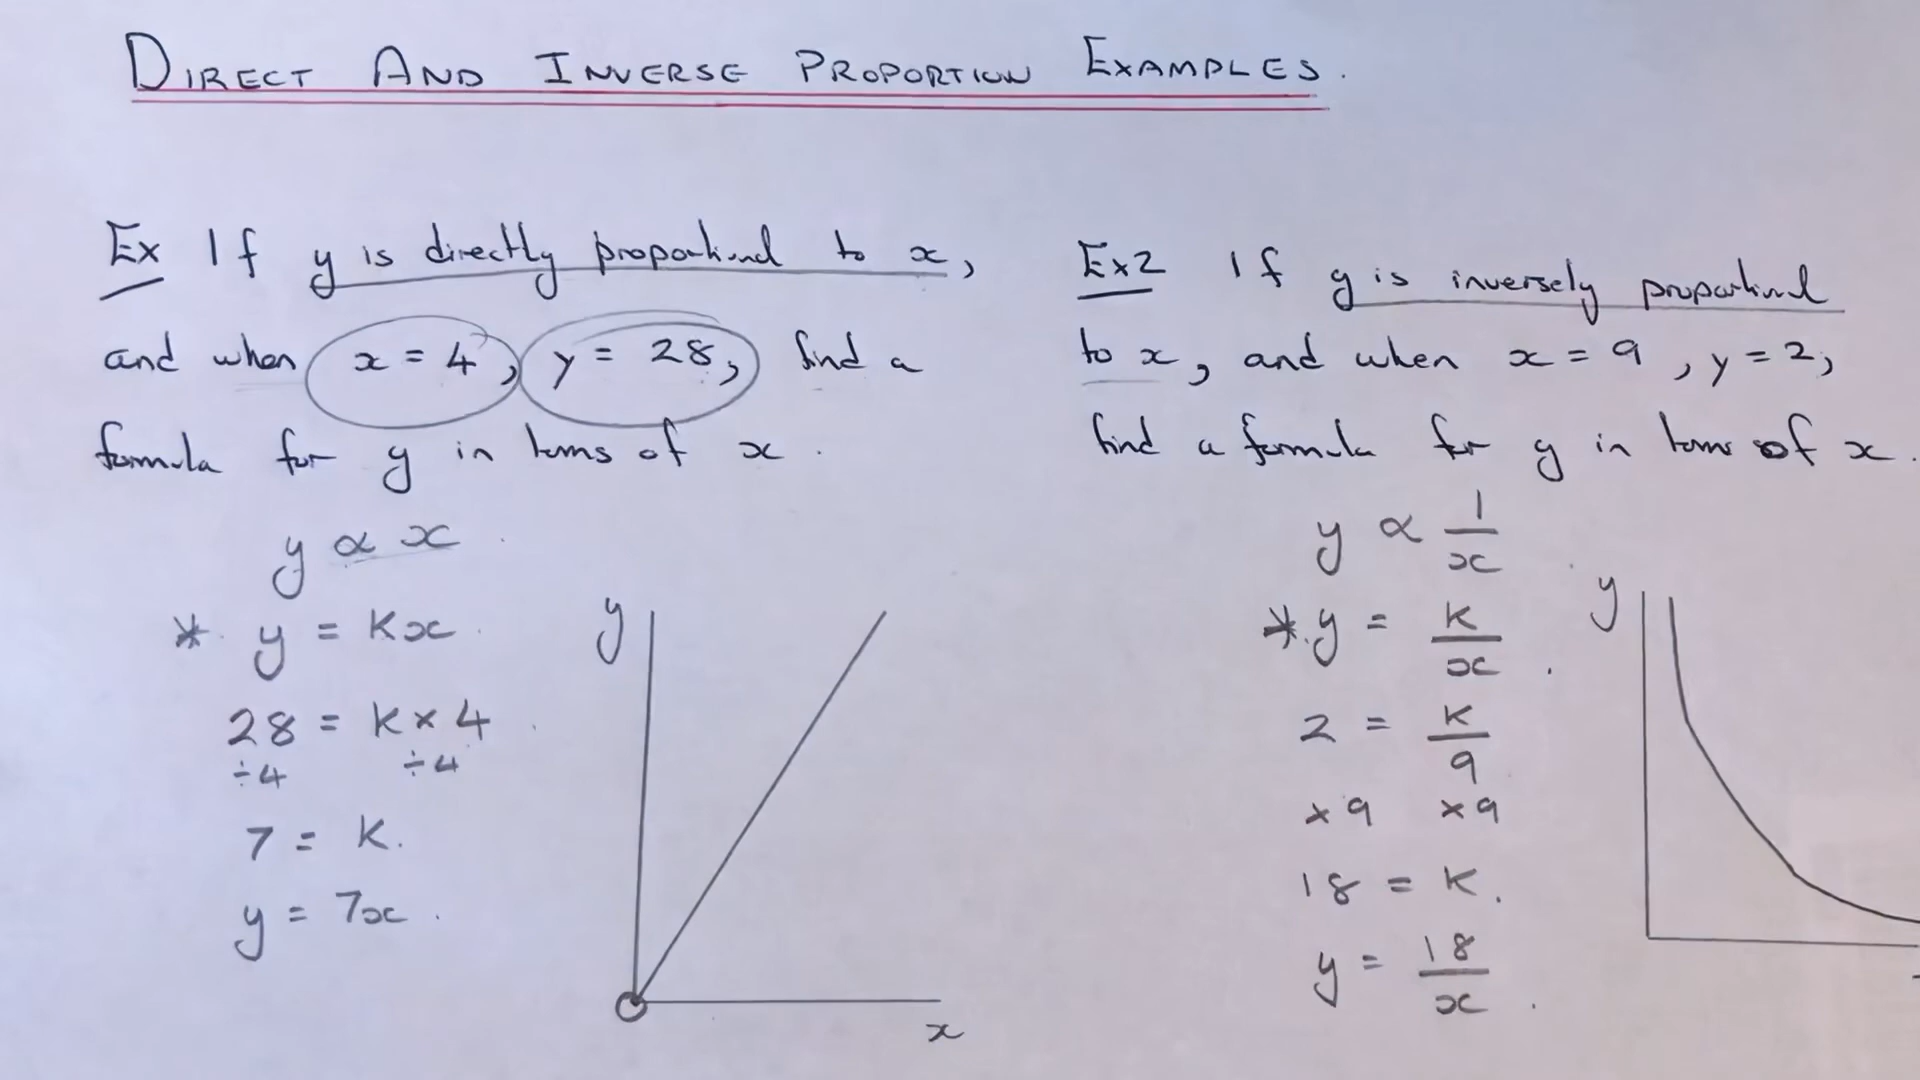 DIRECT AND INVERSE PROPORTION EXAMPLES.
Ex If y is directly proportional to x,
and when x = 4, y = 28, find a
formula for y in terms of x.
y ∝ x
* y = kx
28 = k × 4
÷4 ÷4
7 = k.
y = 7x
y
x
Ex2 If y is inversely proportional
to x, and when x = 9, y = 2,
find a formula for y in terms of x.
y ∝ 1/x
* y = k/x
2 = k/9
×9 ×9
18 = k.
y = 18/x
y